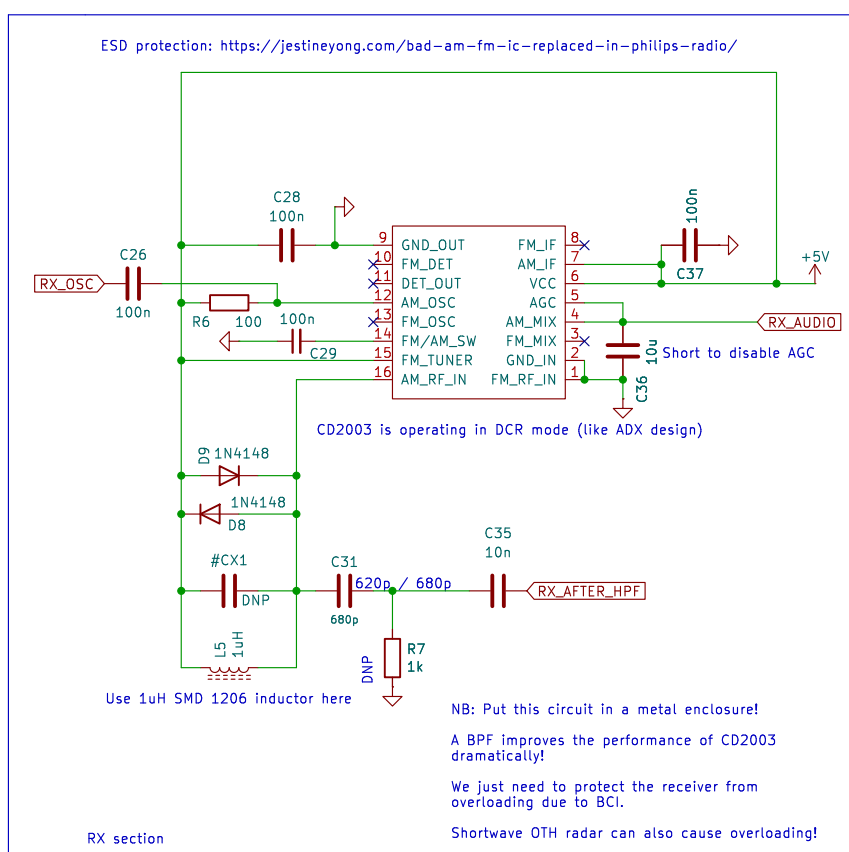 ESD protection: https://jestineyong.com/bad-am-fm-ic-replaced-in-philips-radio/
C28
100n
100n
C37
+5V
C26
100n
RX_OSC
R6
100
100n
C29
9
10
11
12
13
14
15
16
GND_OUT
FM_DET
DET_OUT
AM_OSC
FM_OSC
FM/AM_SW
FM_TUNER
AM_RF_IN
FM_IF
AM_IF
VCC
AGC
AM_MIX
FM_MIX
GND_IN
FM_RF_IN
8
7
6
5
4
3
2
1
RX_AUDIO
10u
C36
Short to disable AGC
CD2003 is operating in DCR mode (like ADX design)
D9
1N4148
1N4148
D8
#CX1
DNP
C31
620p / 680p
680p
C35
10n
RX_AFTER_HPF
L5
1uH
DNP
R7
1k
Use 1uH SMD 1206 inductor here
NB: Put this circuit in a metal enclosure!
A BPF improves the performance of CD2003
dramatically!
We just need to protect the receiver from
overloading due to BCI.
Shortwave OTH radar can also cause overloading!
RX section